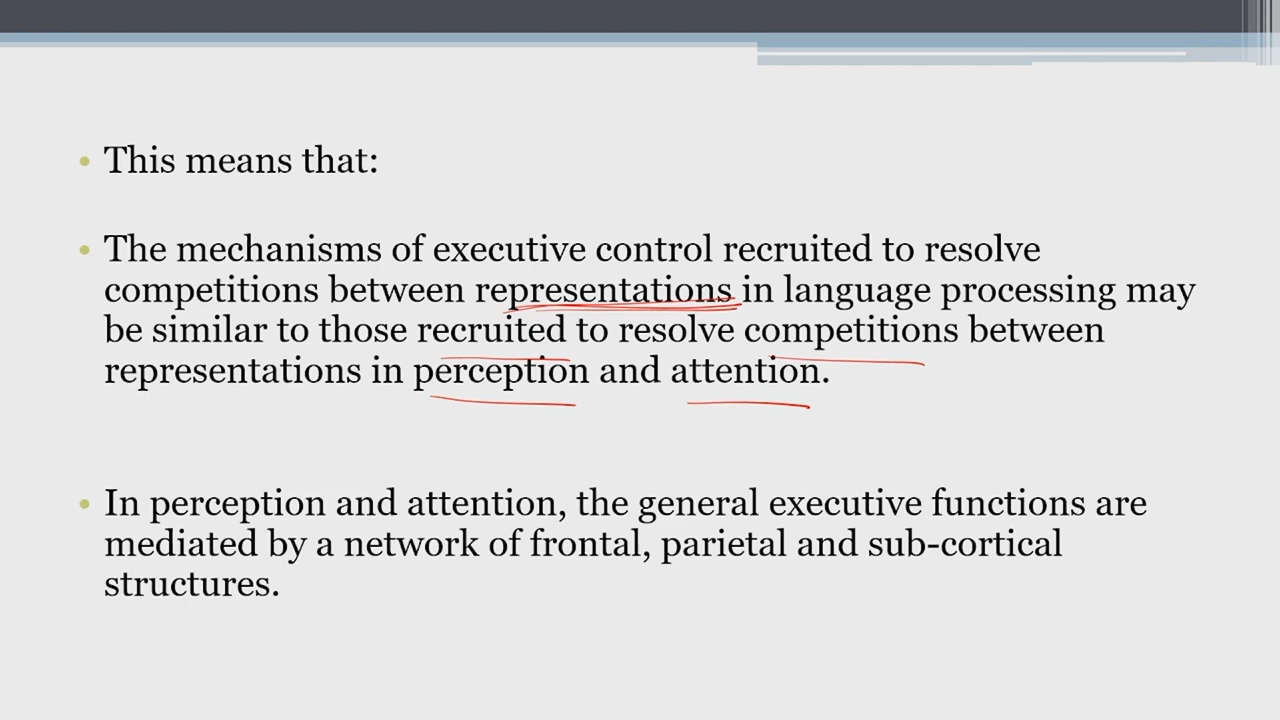 • This means that:
• The mechanisms of executive control recruited to resolve
competitions between representations in language processing may
be similar to those recruited to resolve competitions between
representations in perception and attention.
• In perception and attention, the general executive functions are
mediated by a network of frontal, parietal and sub-cortical
structures.